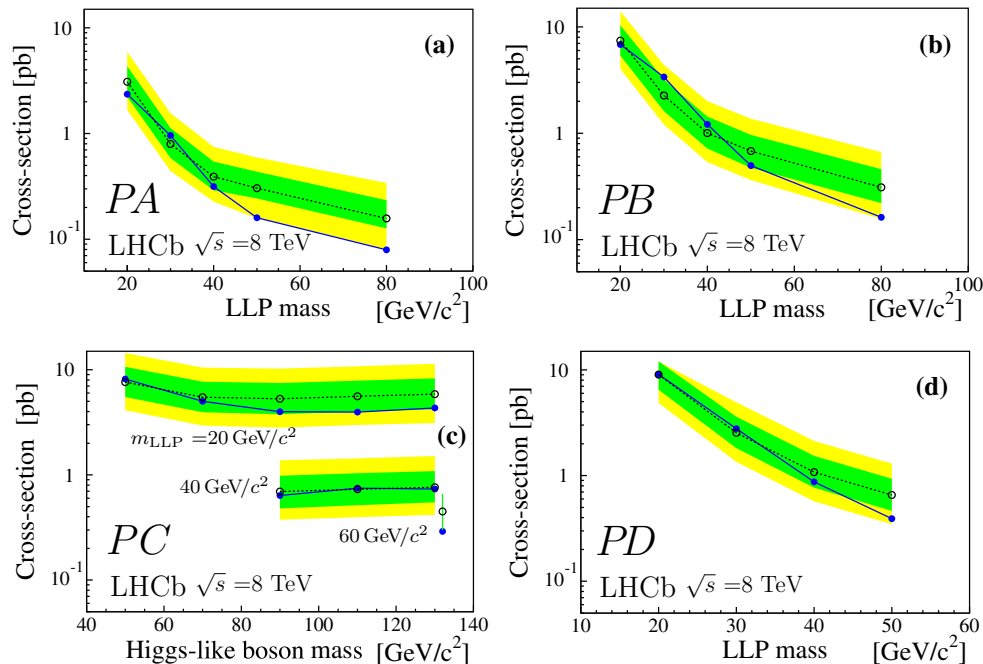 (a)
Cross-section [pb]
10
1
10⁻¹
PA
LHCb √s =8 TeV
20 40 60 80 100
LLP mass [GeV/c²]
(b)
Cross-section [pb]
10
1
10⁻¹
PB
LHCb √s =8 TeV
20 40 60 80 100
LLP mass [GeV/c²]
(c)
Cross-section [pb]
10
1
10⁻¹
m_LLP =20 GeV/c²
40 GeV/c²
60 GeV/c²
PC
LHCb √s =8 TeV
40 60 80 100 120 140
Higgs-like boson mass [GeV/c²]
(d)
Cross-section [pb]
10
1
10⁻¹
PD
LHCb √s =8 TeV
10 20 30 40 50 60
LLP mass [GeV/c²]